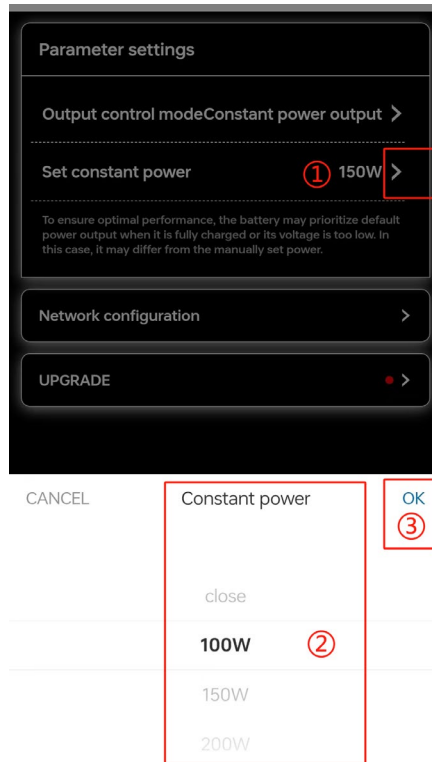 Parameter settings
Output control modeConstant power output >
Set constant power ① 150W >
To ensure optimal performance, the battery may prioritize default
power output when it is fully charged or its voltage is too low. In
this case, it may differ from the manually set power.
Network configuration >
UPGRADE >
CANCEL Constant power OK
③
close
100W ②
150W
200W